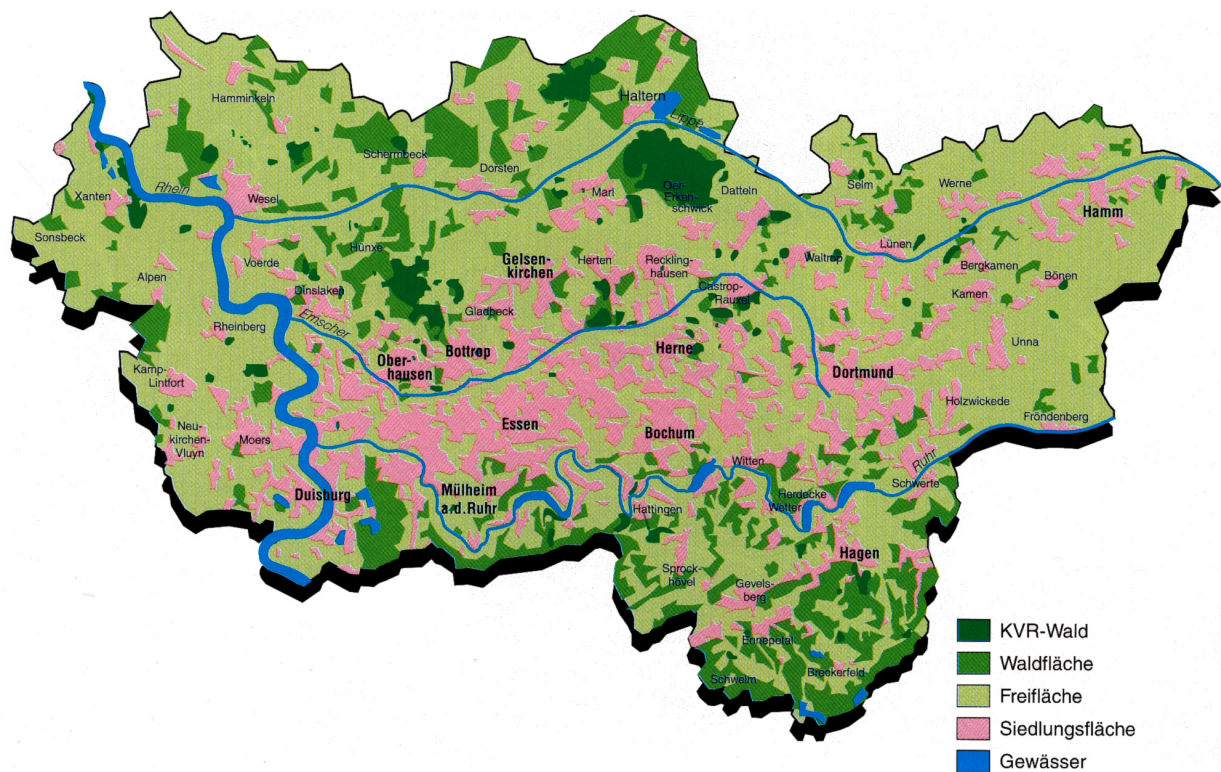 Hamminkeln
Haltern
Lippe
Schermbeck
Dorsten
Rhein
Xanten
Wesel
Marl
Oer-
Erken-
schwick
Datteln
Selm
Werne
Hamm
Sonsbeck
Hünxe
Lünen
Alpen
Voerde
Gelsen-
kirchen
Herten
Reckling-
hausen
Waltrop
Bergkamen
Bönen
Dinslaken
Castrop-
Rauxel
Kamen
Gladbeck
Rheinberg
Emscher
Unna
Ober-
hausen
Bottrop
Herne
Dortmund
Kamp-
Lintfort
Holzwickede
Fröndenberg
Neu-
kirchen-
Vluyn
Moers
Essen
Bochum
Witten
Ruhr
Schwerte
Duisburg
Mülheim
a.d.Ruhr
Hattingen
Herdecke
Wetter
Hagen
Sprock-
hövel
Gevels-
berg
Ennepetal
Schwelm
Breckerfeld
KVR-Wald
Waldfläche
Freifläche
Siedlungsfläche
Gewässer